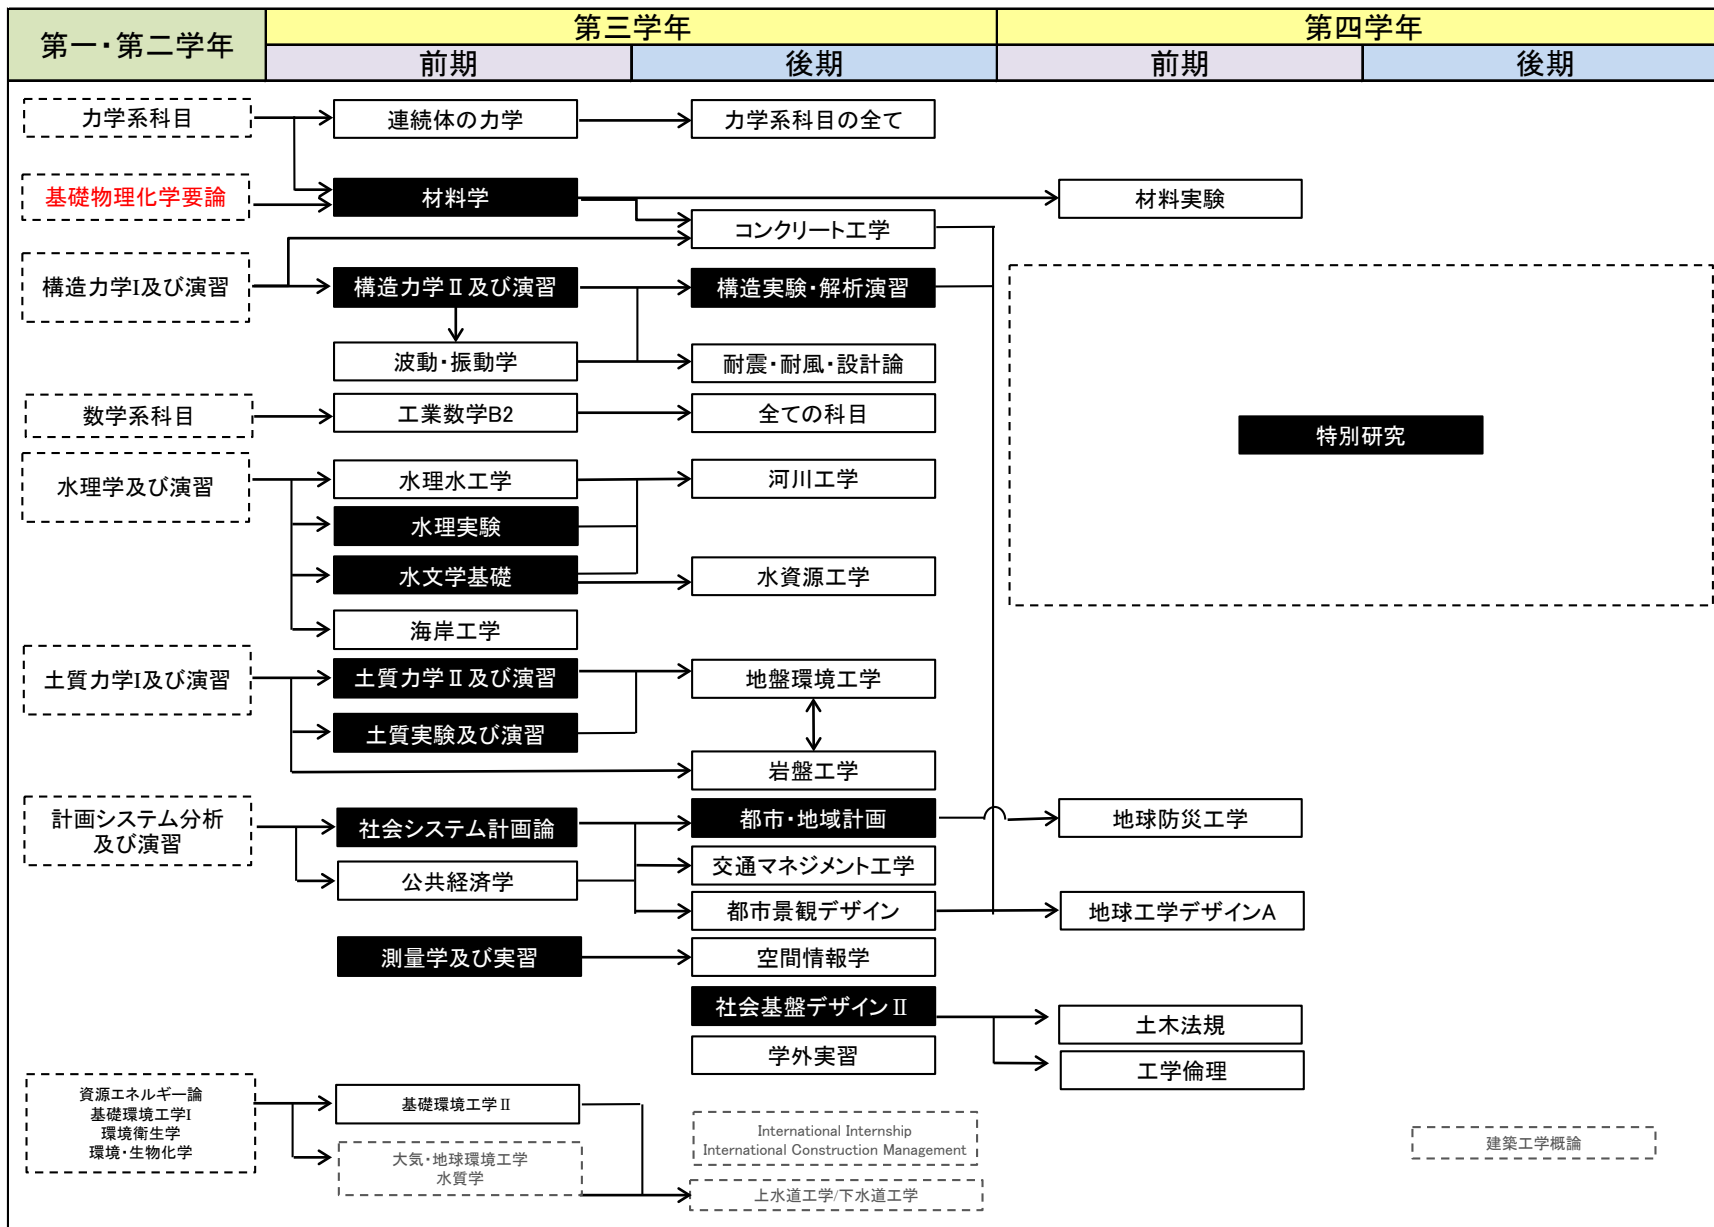 第一・第二学年
第三学年
第四学年
前期
後期
前期
後期
力学系科目
連続体の力学
力学系科目の全て
基礎物理化学要論
材料学
材料実験
コンクリート工学
構造力学I及び演習
構造力学Ⅱ及び演習
構造実験・解析演習
波動・振動学
耐震・耐風・設計論
数学系科目
工業数学B2
全ての科目
特別研究
水理学及び演習
水理水工学
河川工学
水理実験
水文学基礎
水資源工学
海岸工学
土質力学I及び演習
土質力学Ⅱ及び演習
地盤環境工学
土質実験及び演習
岩盤工学
計画システム分析
及び演習
社会システム計画論
都市・地域計画
地球防災工学
公共経済学
交通マネジメント工学
都市景観デザイン
地球工学デザインA
測量学及び実習
空間情報学
社会基盤デザインⅡ
土木法規
学外実習
工学倫理
資源エネルギー論
基礎環境工学I
環境衛生学
環境・生物化学
基礎環境工学Ⅱ
大気・地球環境工学
水質学
International Internship
International Construction Management
上水道工学/下水道工学
建築工学概論